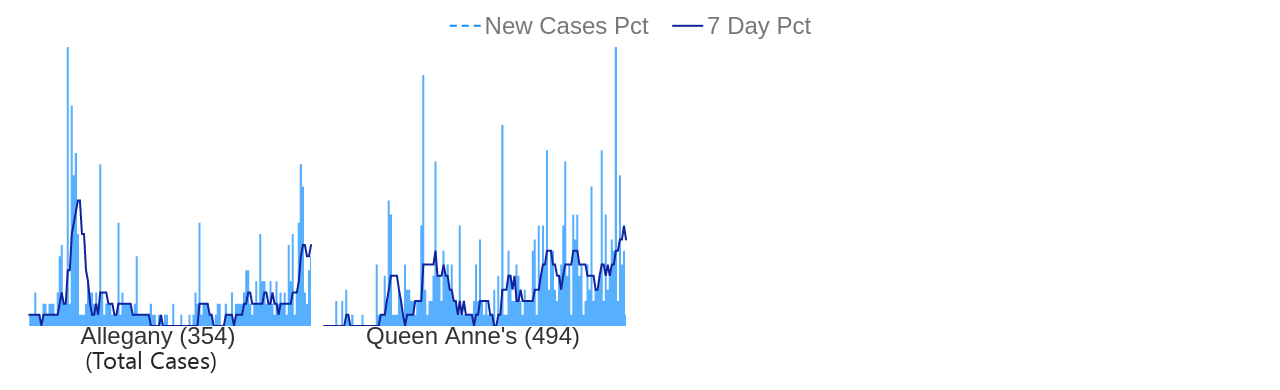 New Cases Pct 7 Day Pct
Allegany (354) Queen Anne's (494)
(Total Cases)